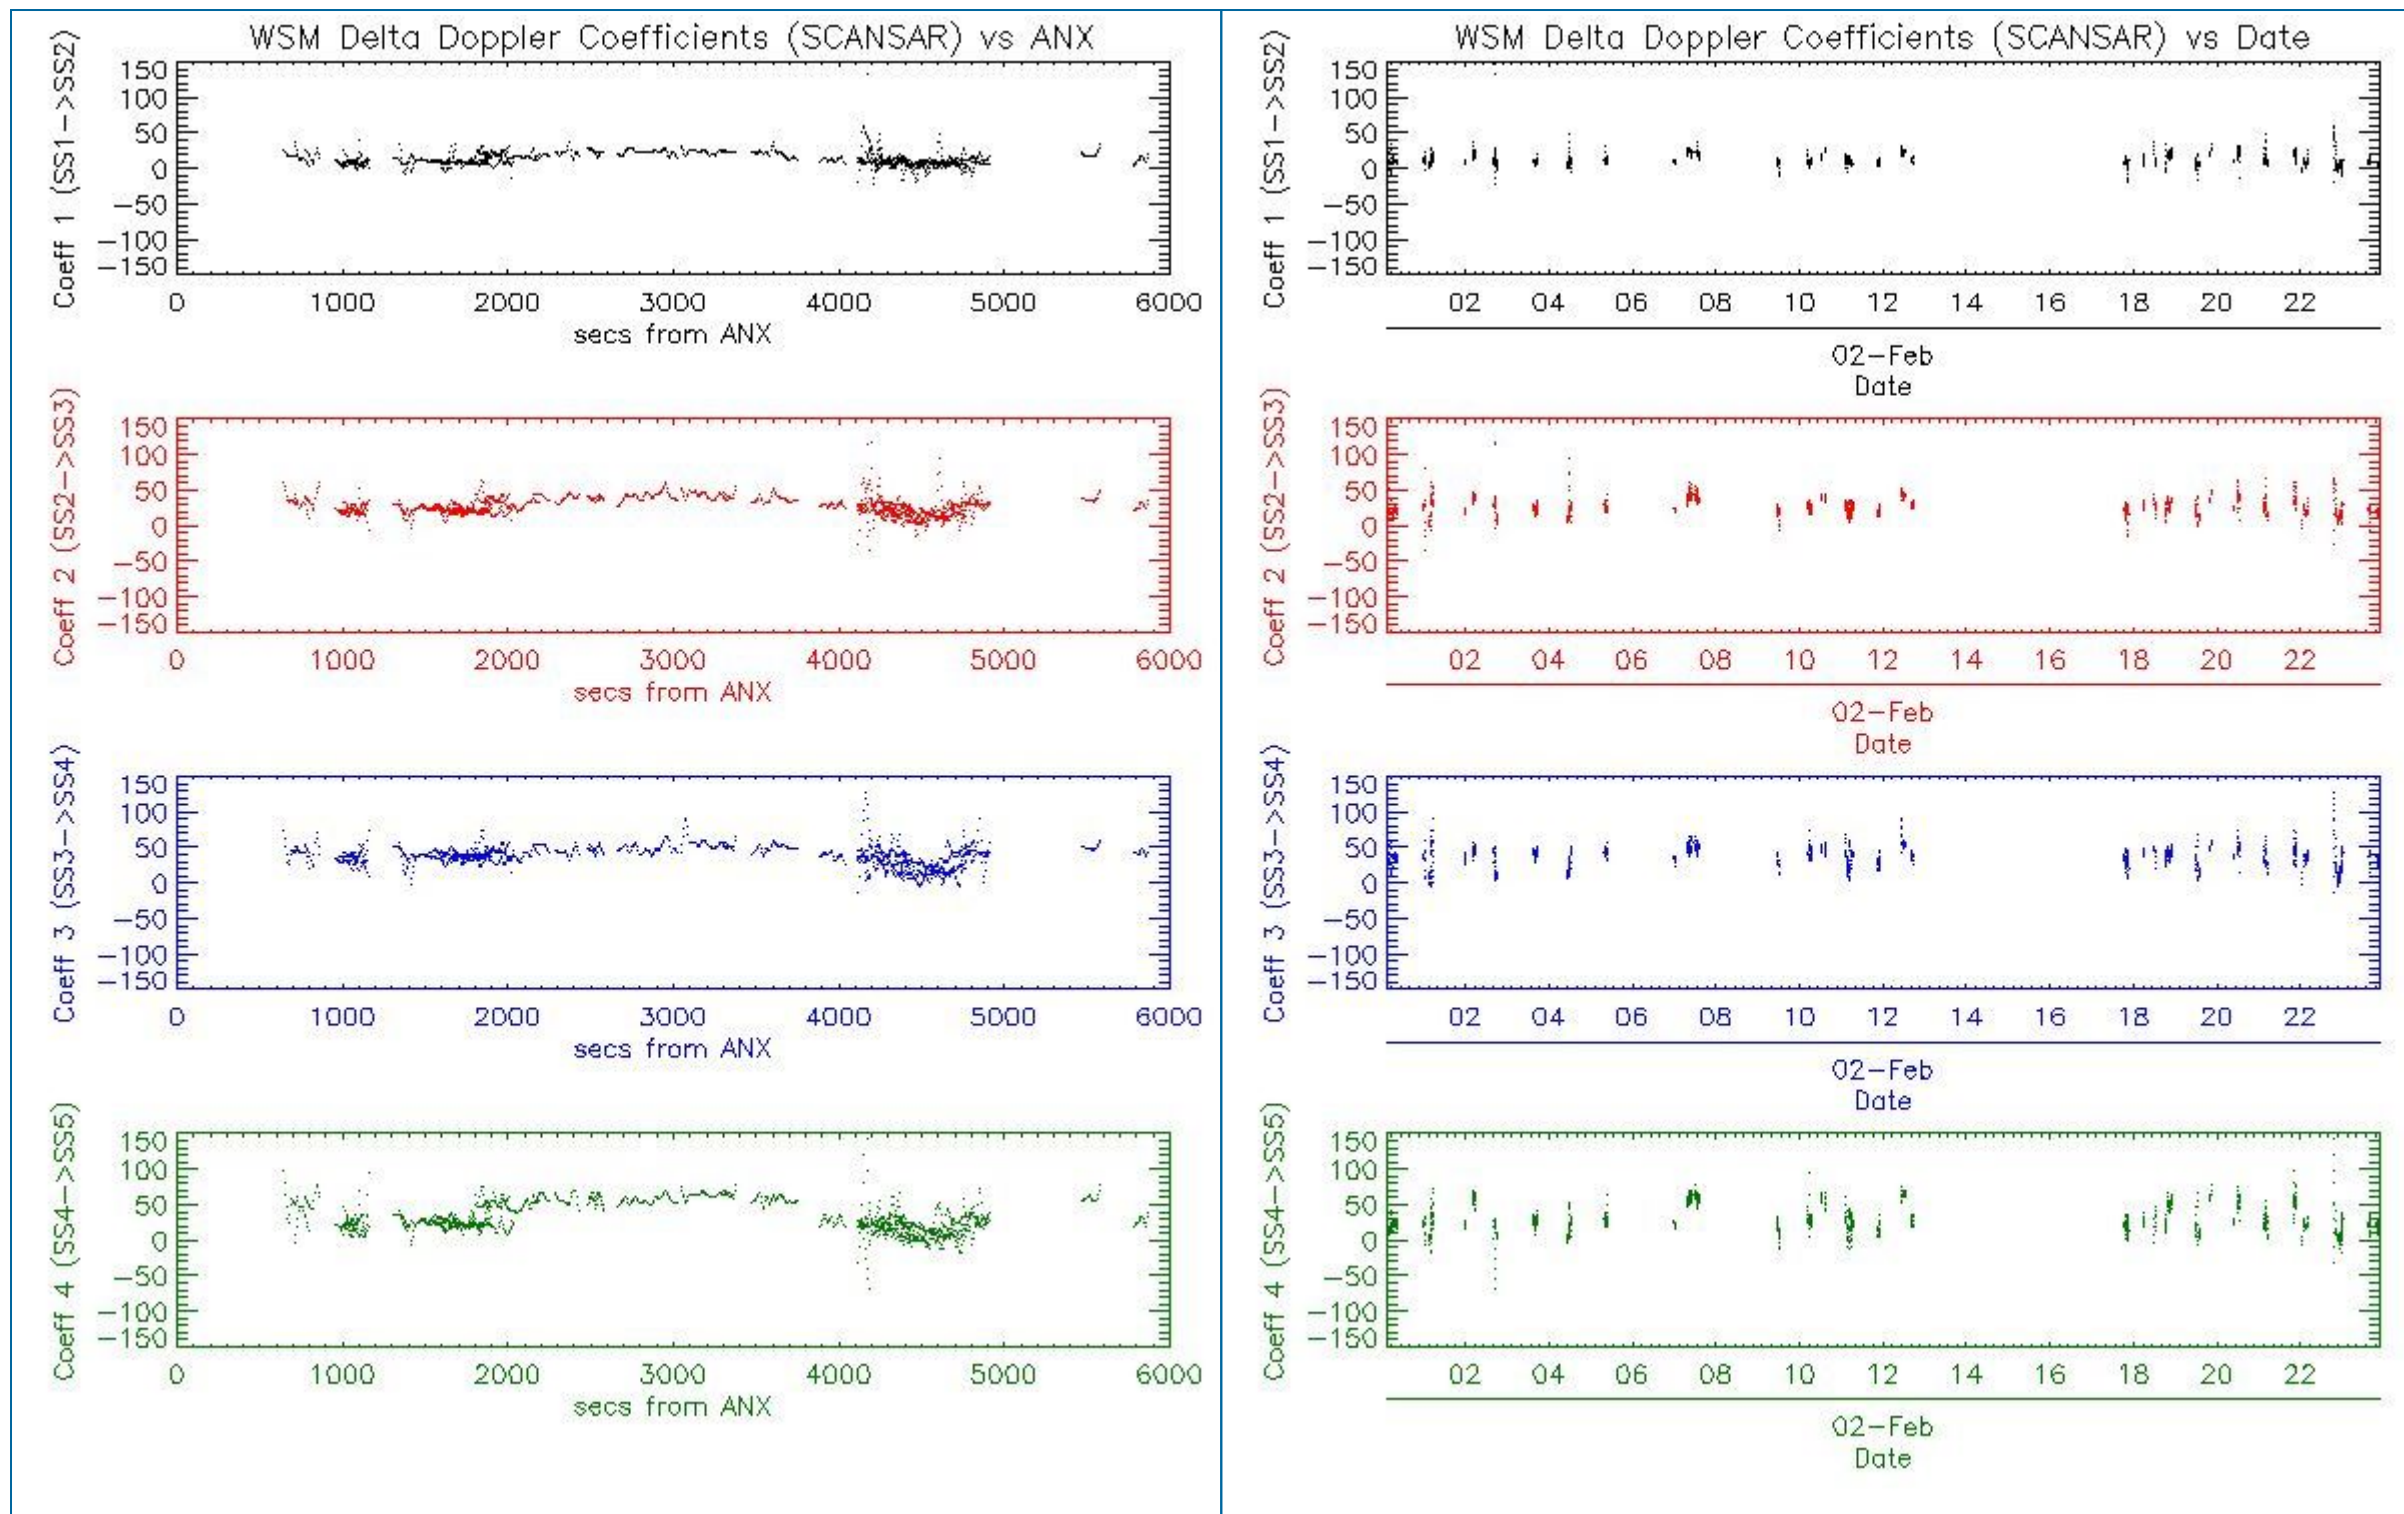 WSM Delta Doppler Coefficients (SCANSAR) vs ANX
Coeff 1 (SS1->SS2)
150
100
50
0
-50
-100
-150
0 1000 2000 3000 4000 5000 6000
secs from ANX
Coeff 2 (SS2->SS3)
150
100
50
0
-50
-100
-150
0 1000 2000 3000 4000 5000 6000
secs from ANX
Coeff 3 (SS3->SS4)
150
100
50
0
-50
-100
-150
0 1000 2000 3000 4000 5000 6000
secs from ANX
Coeff 4 (SS4->SS5)
150
100
50
0
-50
-100
-150
0 1000 2000 3000 4000 5000 6000
secs from ANX
WSM Delta Doppler Coefficients (SCANSAR) vs Date
Coeff 1 (SS1->SS2)
150
100
50
0
-50
-100
-150
02 04 06 08 10 12 14 16 18 20 22
02-Feb
Date
Coeff 2 (SS2->SS3)
150
100
50
0
-50
-100
-150
02 04 06 08 10 12 14 16 18 20 22
02-Feb
Date
Coeff 3 (SS3->SS4)
150
100
50
0
-50
-100
-150
02 04 06 08 10 12 14 16 18 20 22
02-Feb
Date
Coeff 4 (SS4->SS5)
150
100
50
0
-50
-100
-150
02 04 06 08 10 12 14 16 18 20 22
02-Feb
Date